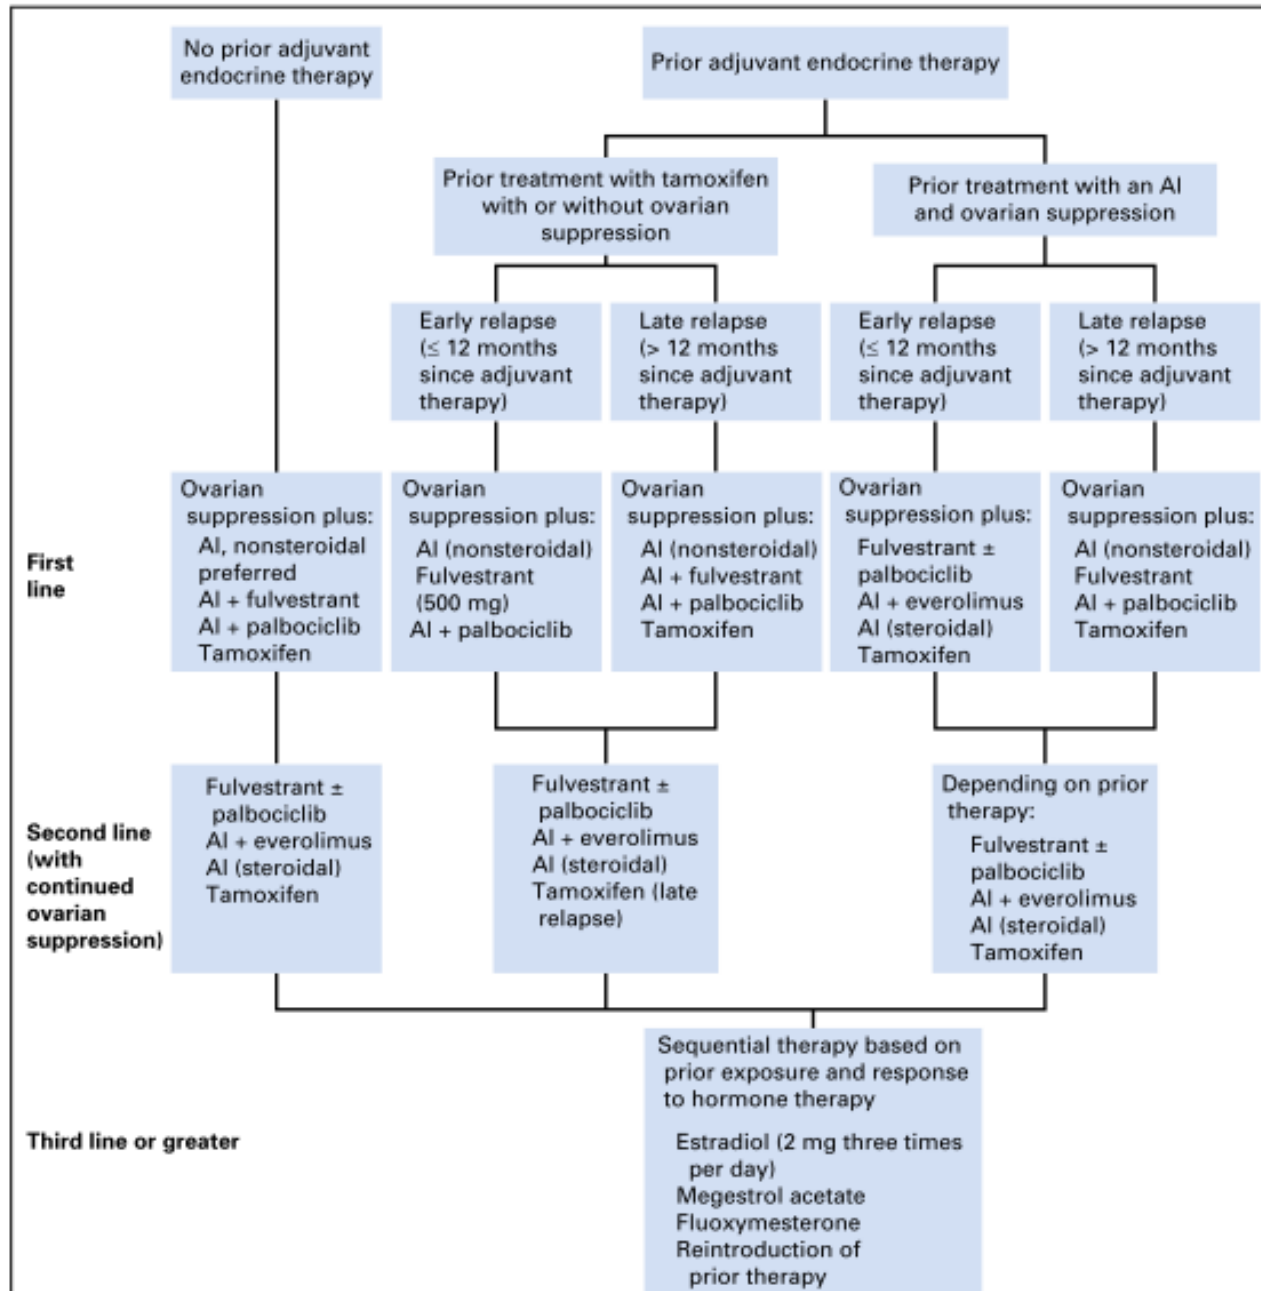 No prior adjuvant
endocrine therapy
Prior adjuvant endocrine therapy
Prior treatment with tamoxifen
with or without ovarian
suppression
Prior treatment with an AI
and ovarian suppression
Early relapse
(≤ 12 months
since adjuvant
therapy)
Late relapse
(> 12 months
since adjuvant
therapy)
Early relapse
(≤ 12 months
since adjuvant
therapy)
Late relapse
(> 12 months
since adjuvant
therapy)
First
line
Ovarian
suppression plus:
AI, nonsteroidal
preferred
AI + fulvestrant
AI + palbociclib
Tamoxifen
Ovarian
suppression plus:
AI (nonsteroidal)
Fulvestrant
(500 mg)
AI + palbociclib
Ovarian
suppression plus:
AI (nonsteroidal)
AI + fulvestrant
AI + palbociclib
Tamoxifen
Ovarian
suppression plus:
Fulvestrant ±
palbociclib
AI + everolimus
AI (steroidal)
Tamoxifen
Ovarian
suppression plus:
AI (nonsteroidal)
Fulvestrant
AI + palbociclib
Tamoxifen
Second line
(with
continued
ovarian
suppression)
Fulvestrant ±
palbociclib
AI + everolimus
AI (steroidal)
Tamoxifen
Fulvestrant ±
palbociclib
AI + everolimus
AI (steroidal)
Tamoxifen (late
relapse)
Depending on prior
therapy:
Fulvestrant ±
palbociclib
AI + everolimus
AI (steroidal)
Tamoxifen
Third line or greater
Sequential therapy based on
prior exposure and response
to hormone therapy
Estradiol (2 mg three times
per day)
Megestrol acetate
Fluoxymesterone
Reintroduction of
prior therapy